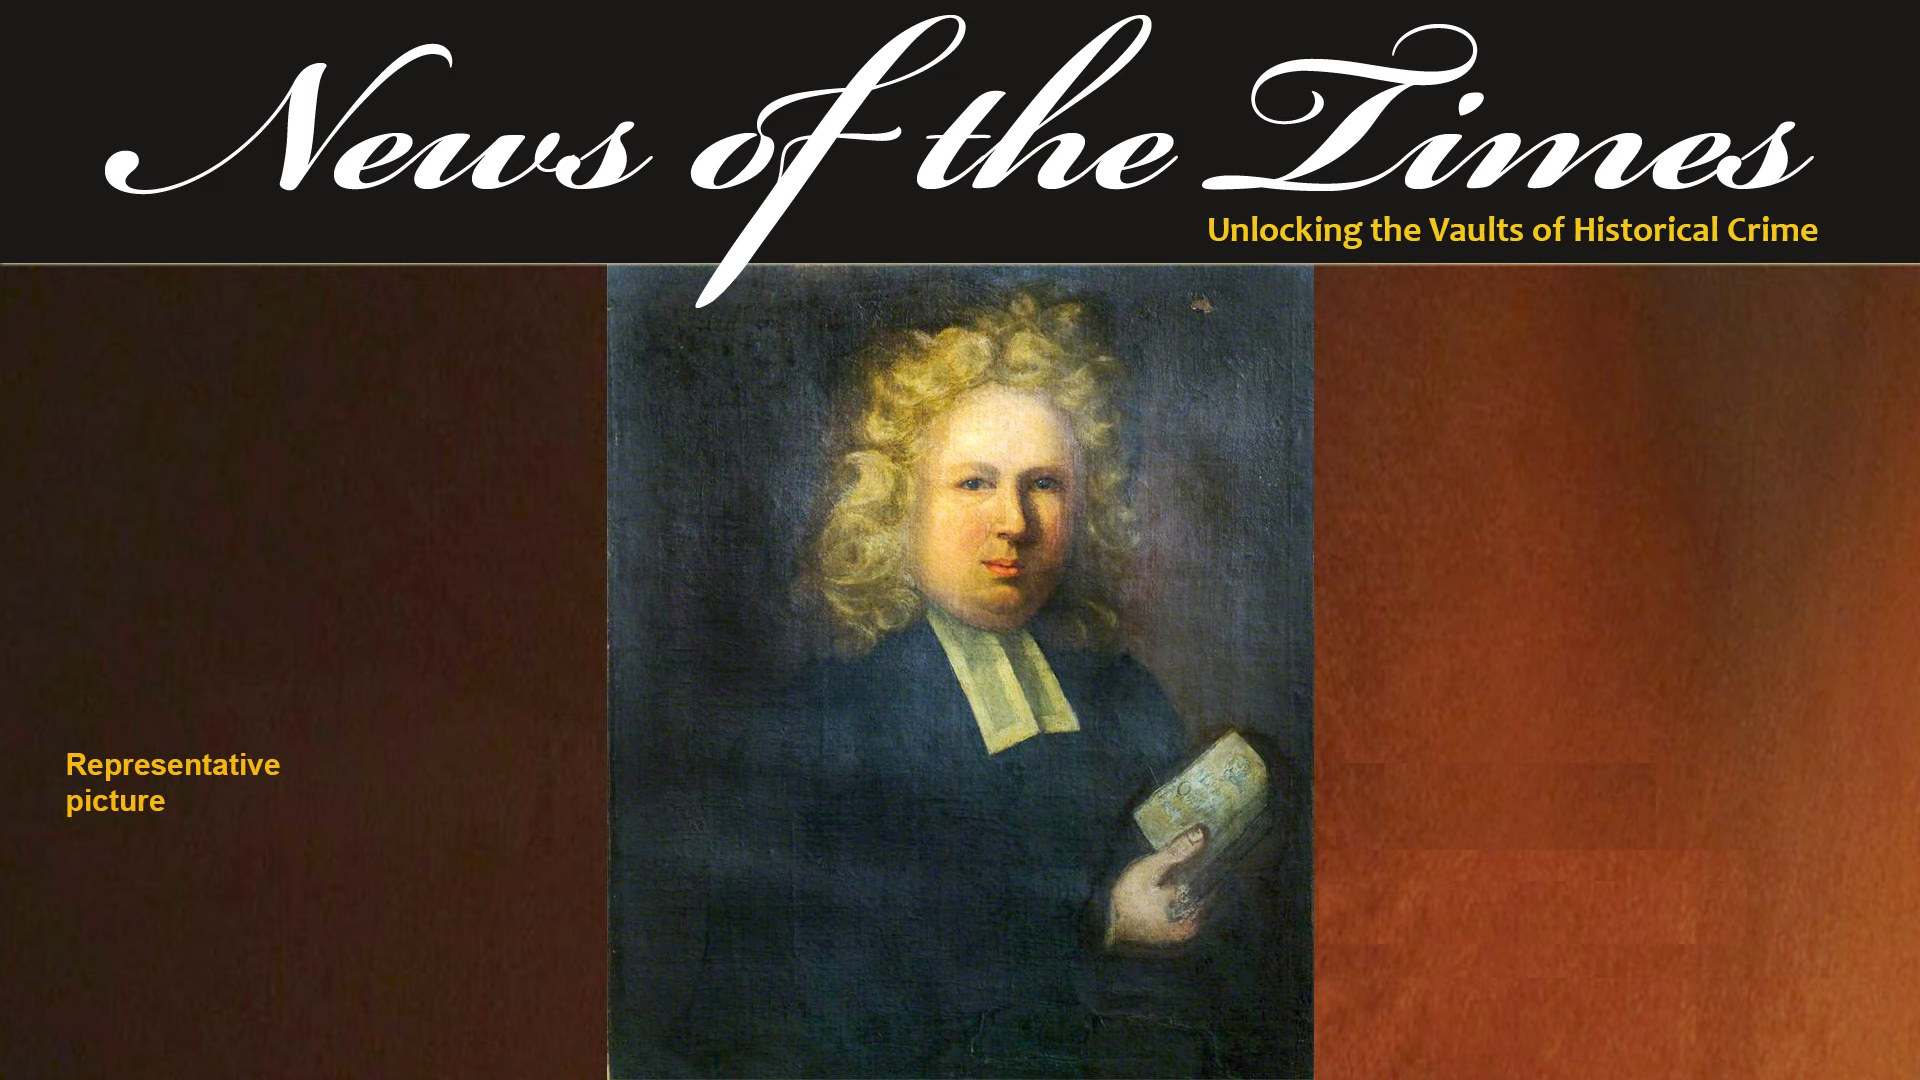 News of the Times
Unlocking the Vaults of Historical Crime
Representative
picture